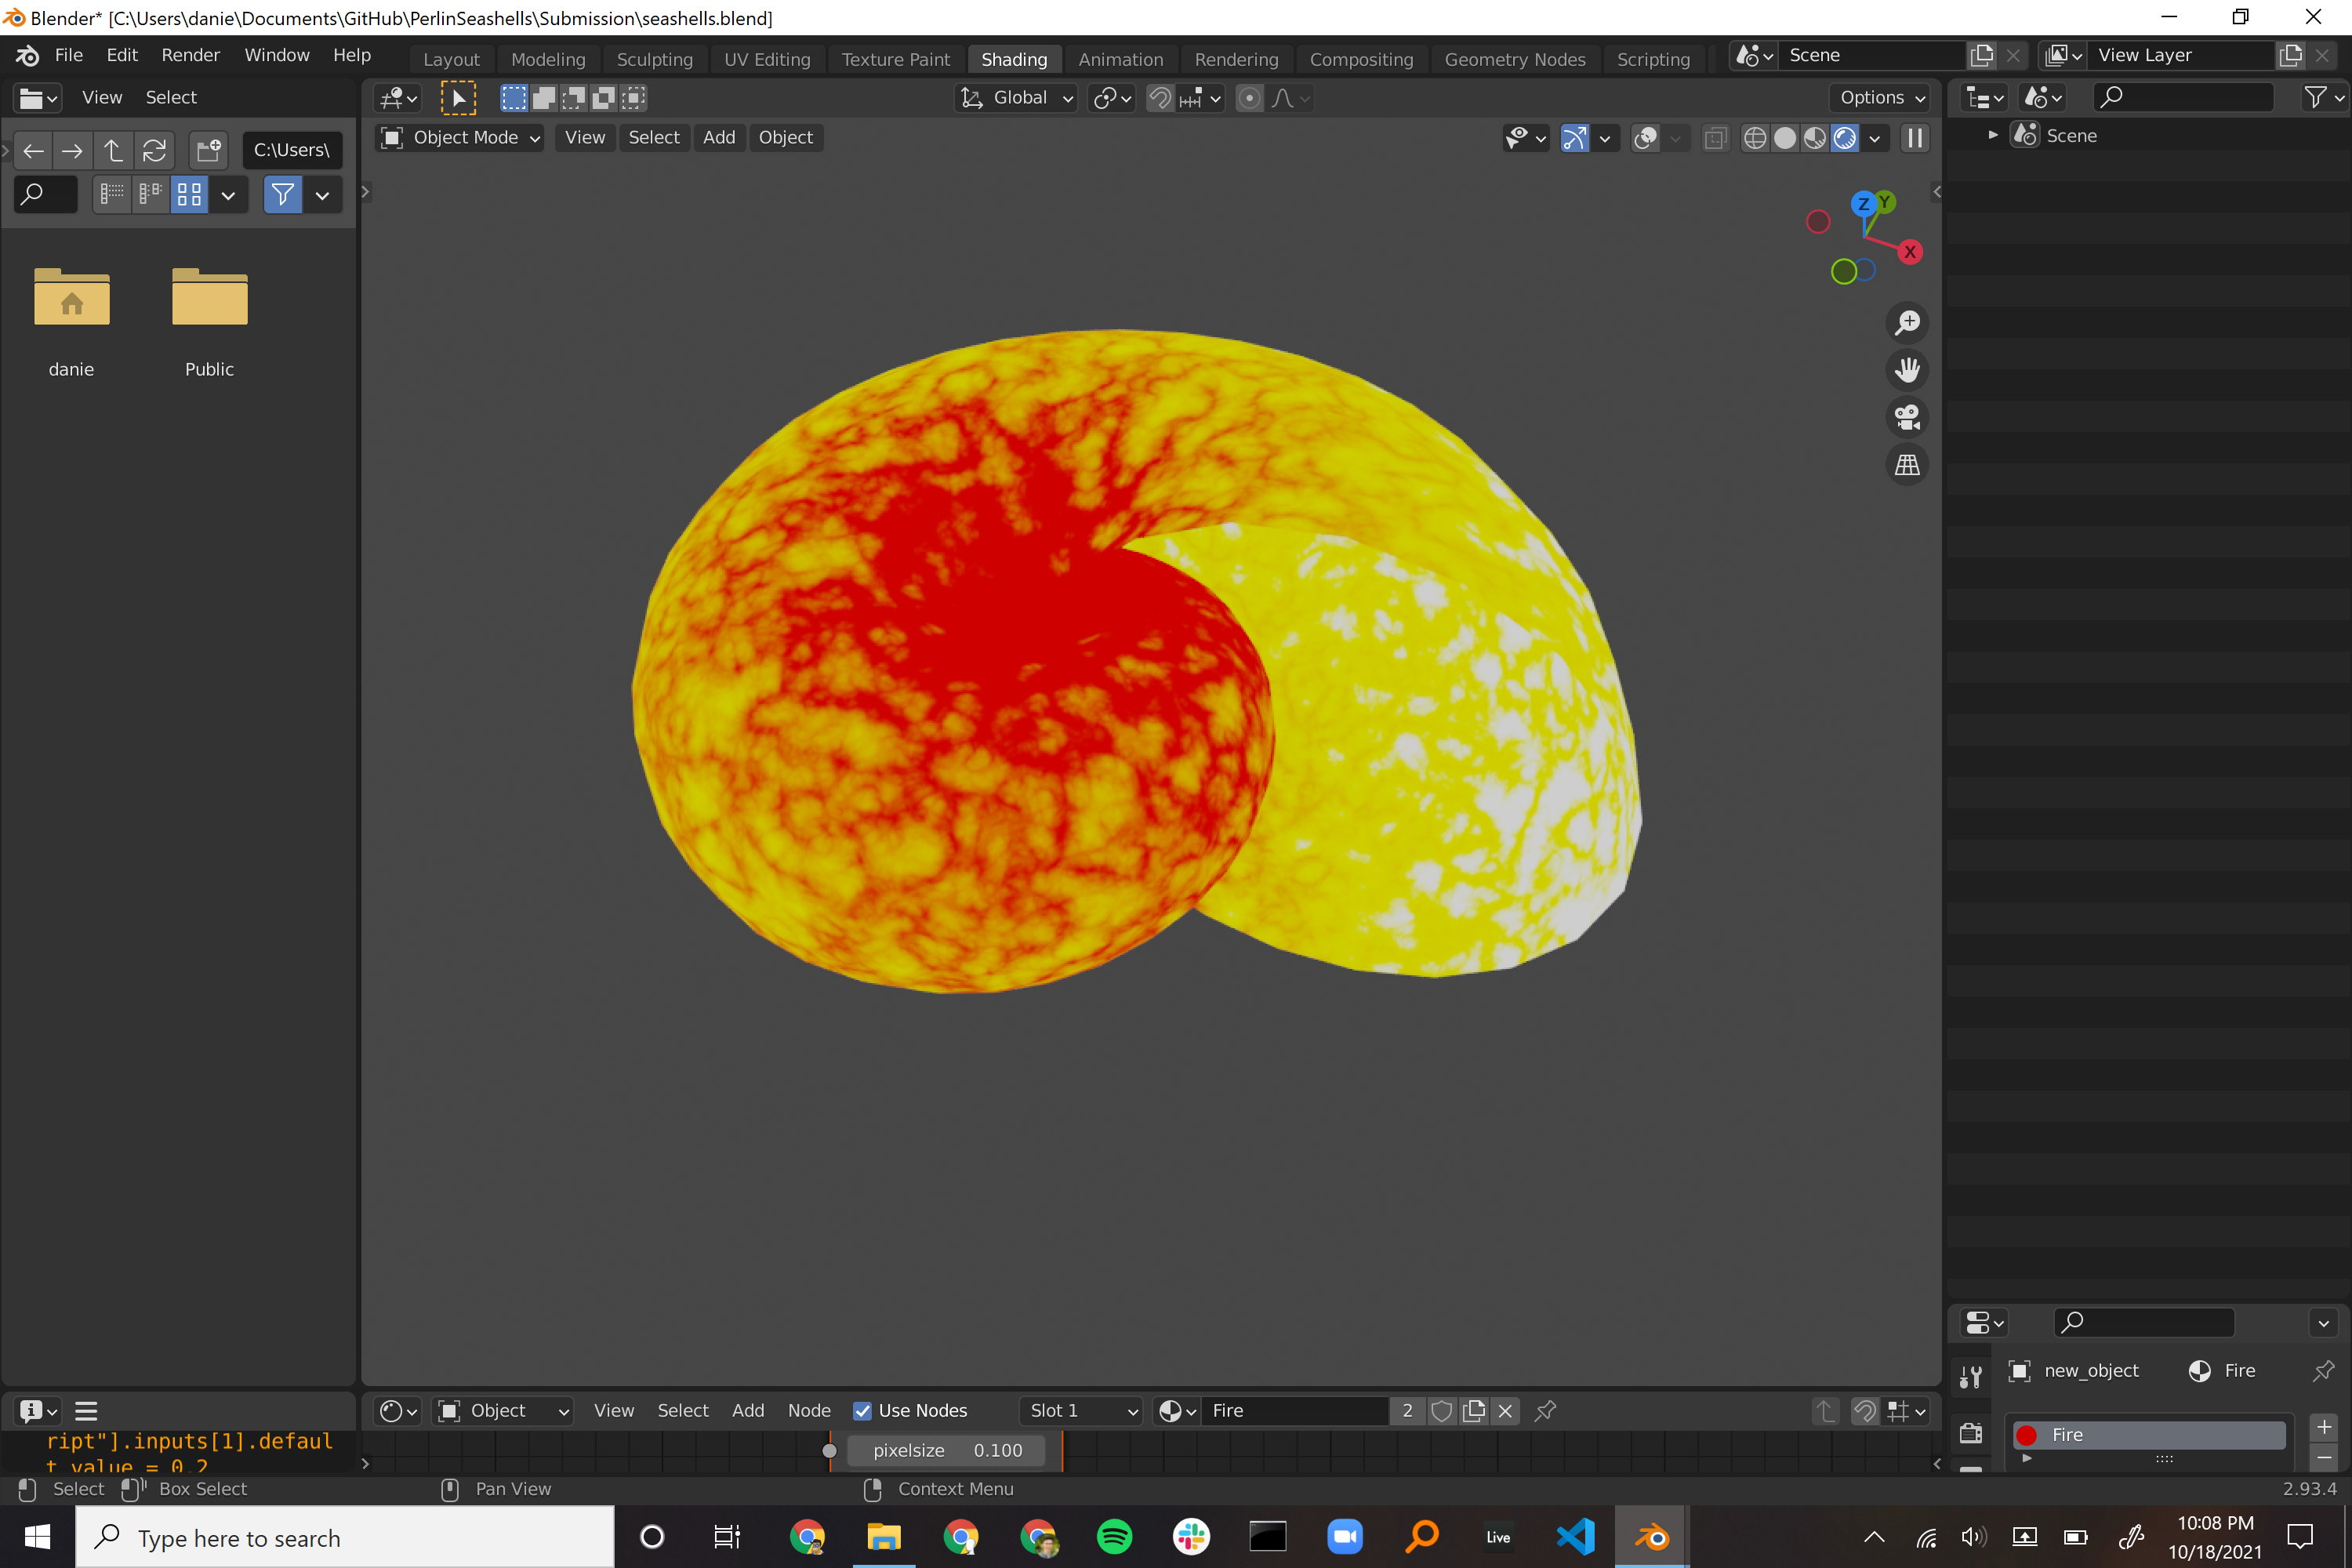 Blender* [C:\Users\danie\Documents\GitHub\PerlinSeashells\Submission\seashells.blend]
File Edit Render Window Help Layout Modeling Sculpting UV Editing Texture Paint Shading Animation Rendering Compositing Geometry Nodes Scripting Scene View Layer
View Select Global Options
C:\Users\ Object Mode View Select Add Object Scene
Z Y
X
danie Public
new_object Fire
Object View Select Add Node Use Nodes Slot 1 Fire 2
Fire
ript"].inputs[1].defaul
t_value = 0.2
pixelsize 0.100
Select Box Select Pan View Context Menu 2.93.4
Type here to search
Live
10:08 PM
10/18/2021